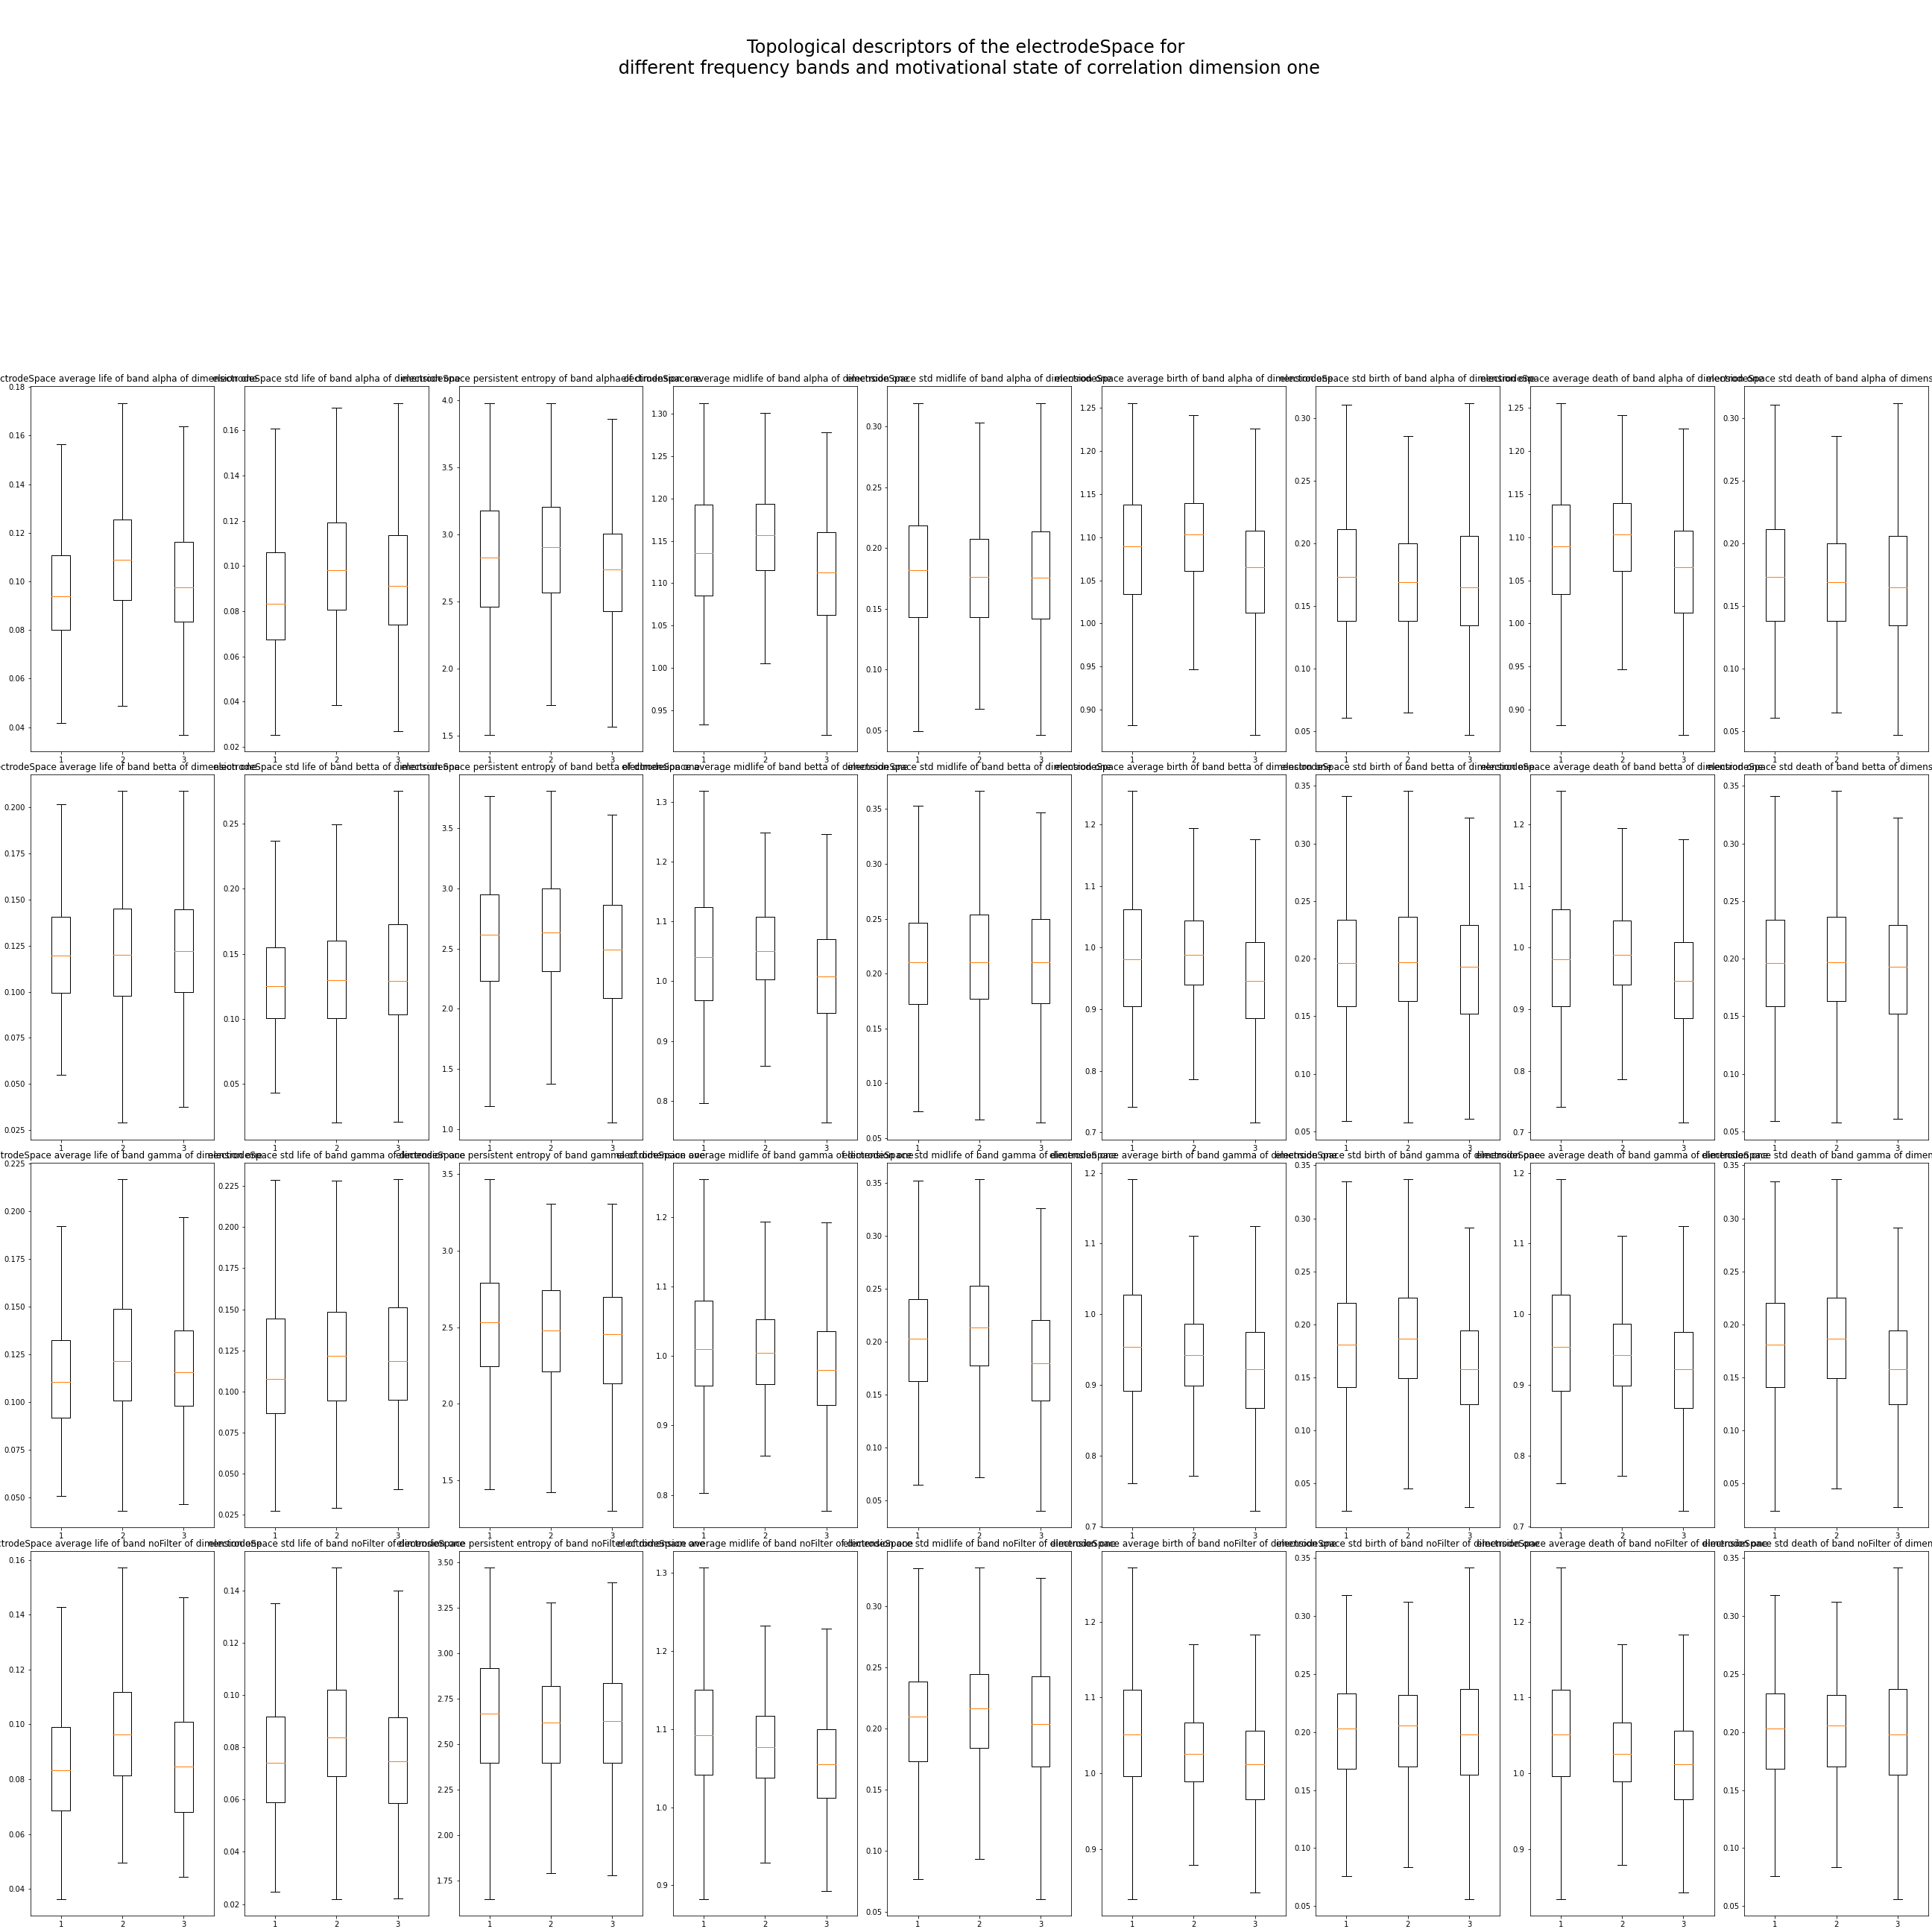 Topological descriptors of the electrodeSpace for
different frequency bands and motivational state of correlation dimension one
ctrodeSpace average life of band alpha of dimension one
0.18 0.16 0.14 0.12 0.10 0.08 0.06 0.04
1 2 3
electrodeSpace std life of band alpha of dimension one
0.16 0.14 0.12 0.10 0.08 0.06 0.04 0.02
1 2 3
electrodeSpace persistent entropy of band alpha of dimension one
4.0 3.5 3.0 2.5 2.0 1.5
1 2 3
electrodeSpace average midlife of band alpha of dimension one
1.30 1.25 1.20 1.15 1.10 1.05 1.00 0.95
1 2 3
electrodeSpace std midlife of band alpha of dimension one
0.30 0.25 0.20 0.15 0.10 0.05
1 2 3
electrodeSpace average birth of band alpha of dimension one
1.25 1.20 1.15 1.10 1.05 1.00 0.95 0.90
1 2 3
electrodeSpace std birth of band alpha of dimension one
0.30 0.25 0.20 0.15 0.10 0.05
1 2 3
electrodeSpace average death of band alpha of dimension one
1.25 1.20 1.15 1.10 1.05 1.00 0.95 0.90
1 2 3
electrodeSpace std death of band alpha of dimens
0.30 0.25 0.20 0.15 0.10 0.05
1 2 3
ctrodeSpace average life of band betta of dimension one
0.200 0.175 0.150 0.125 0.100 0.075 0.050 0.025
1 2 3
electrodeSpace std life of band betta of dimension one
0.25 0.20 0.15 0.10 0.05
1 2 3
electrodeSpace persistent entropy of band betta of dimension one
3.5 3.0 2.5 2.0 1.5 1.0
1 2 3
electrodeSpace average midlife of band betta of dimension one
1.3 1.2 1.1 1.0 0.9 0.8
1 2 3
electrodeSpace std midlife of band betta of dimension one
0.35 0.30 0.25 0.20 0.15 0.10 0.05
1 2 3
electrodeSpace average birth of band betta of dimension one
1.2 1.1 1.0 0.9 0.8 0.7
1 2 3
electrodeSpace std birth of band betta of dimension one
0.35 0.30 0.25 0.20 0.15 0.10 0.05
1 2 3
electrodeSpace average death of band betta of dimension one
1.2 1.1 1.0 0.9 0.8 0.7
1 2 3
electrodeSpace std death of band betta of dimens
0.35 0.30 0.25 0.20 0.15 0.10 0.05
1 2 3
ctrodeSpace average life of band gamma of dimension one
0.225 0.200 0.175 0.150 0.125 0.100 0.075 0.050
1 2 3
electrodeSpace std life of band gamma of dimension one
0.225 0.200 0.175 0.150 0.125 0.100 0.075 0.050 0.025
1 2 3
electrodeSpace persistent entropy of band gamma of dimension one
3.5 3.0 2.5 2.0 1.5
1 2 3
electrodeSpace average midlife of band gamma of dimension one
1.2 1.1 1.0 0.9 0.8
1 2 3
electrodeSpace std midlife of band gamma of dimension one
0.35 0.30 0.25 0.20 0.15 0.10 0.05
1 2 3
electrodeSpace average birth of band gamma of dimension one
1.2 1.1 1.0 0.9 0.8 0.7
1 2 3
electrodeSpace std birth of band gamma of dimension one
0.35 0.30 0.25 0.20 0.15 0.10 0.05
1 2 3
electrodeSpace average death of band gamma of dimension one
1.2 1.1 1.0 0.9 0.8 0.7
1 2 3
electrodeSpace std death of band gamma of dimen
0.35 0.30 0.25 0.20 0.15 0.10 0.05
1 2 3
ctrodeSpace average life of band noFilter of dimension one
0.16 0.14 0.12 0.10 0.08 0.06 0.04
1 2 3
electrodeSpace std life of band noFilter of dimension one
0.14 0.12 0.10 0.08 0.06 0.04 0.02
1 2 3
electrodeSpace persistent entropy of band noFilter of dimension one
3.50 3.25 3.00 2.75 2.50 2.25 2.00 1.75
1 2 3
electrodeSpace average midlife of band noFilter of dimension one
1.3 1.2 1.1 1.0 0.9
1 2 3
electrodeSpace std midlife of band noFilter of dimension one
0.30 0.25 0.20 0.15 0.10 0.05
1 2 3
electrodeSpace average birth of band noFilter of dimension one
1.2 1.1 1.0 0.9
1 2 3
electrodeSpace std birth of band noFilter of dimension one
0.35 0.30 0.25 0.20 0.15 0.10 0.05
1 2 3
electrodeSpace average death of band noFilter of dimension one
1.2 1.1 1.0 0.9
1 2 3
electrodeSpace std death of band noFilter of dimen
0.35 0.30 0.25 0.20 0.15 0.10 0.05
1 2 3